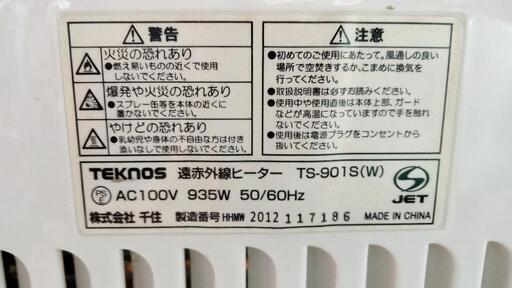 警告
火災の恐れあり
●燃え易いものの近くで使用
しないでください。
爆発や火災の恐れあり
●スプレー缶等を本体の近くに
置かないでください。
やけどの恐れあり
●乳幼児や身体の不自由な方は付き
添いなしで使わないでください。
注意
●初めてのご使用にあたって。風通しの良い
場所で空焚きするか、こまめに換気を
行ってください。
●取扱説明書は必ずお読みください。
●使用中や使用直後は本体上部、ガード
などが高温になっていますので手を触れ
ないでください。
●使用後は電源プラグをコンセントから
抜いてください。
TEKNOS 遠赤外線ヒーター TS-901S(W)
PSE AC100V 935W 50/60Hz
S JET
株式会社 千住 製造番号 HHMW 2012 117186 MADE IN CHINA